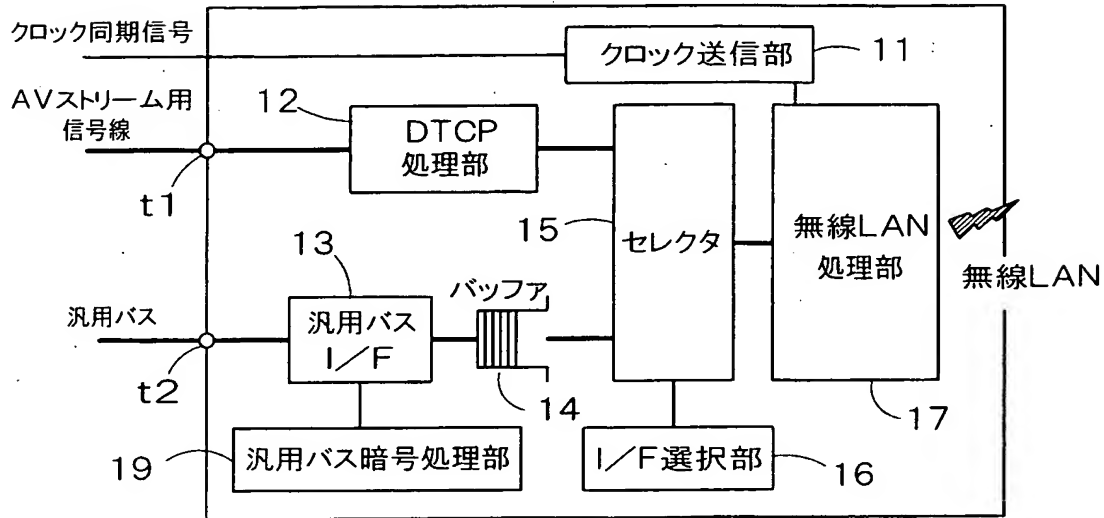 クロック同期信号
クロック送信部
11
AVストリーム用
信号線
12
DTCP
処理部
t1
15
セレクタ
無線LAN
処理部
無線LAN
13
バッファ
汎用バス
汎用バス
I/F
t2
14
17
19
汎用バス暗号処理部
I/F選択部
16